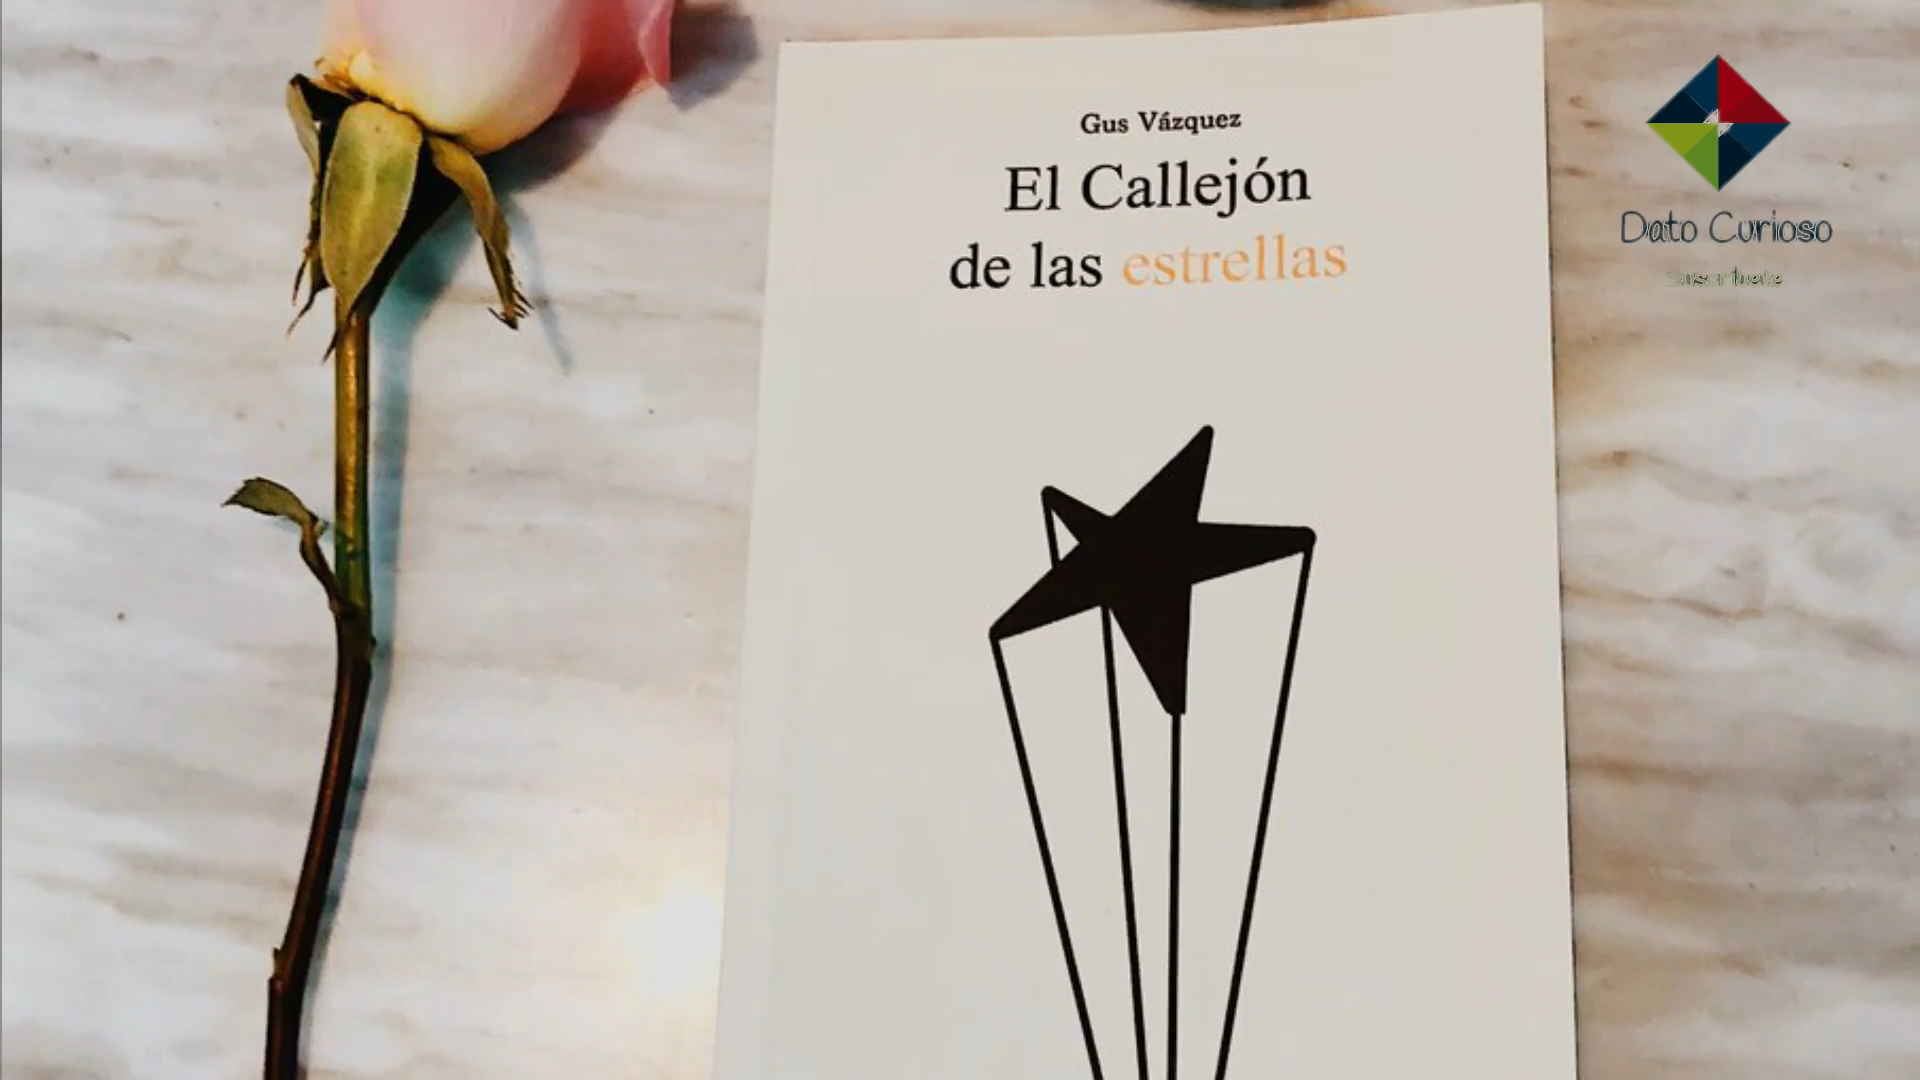 Gus Vázquez
El Callejón
de las estrellas
Dato Curioso